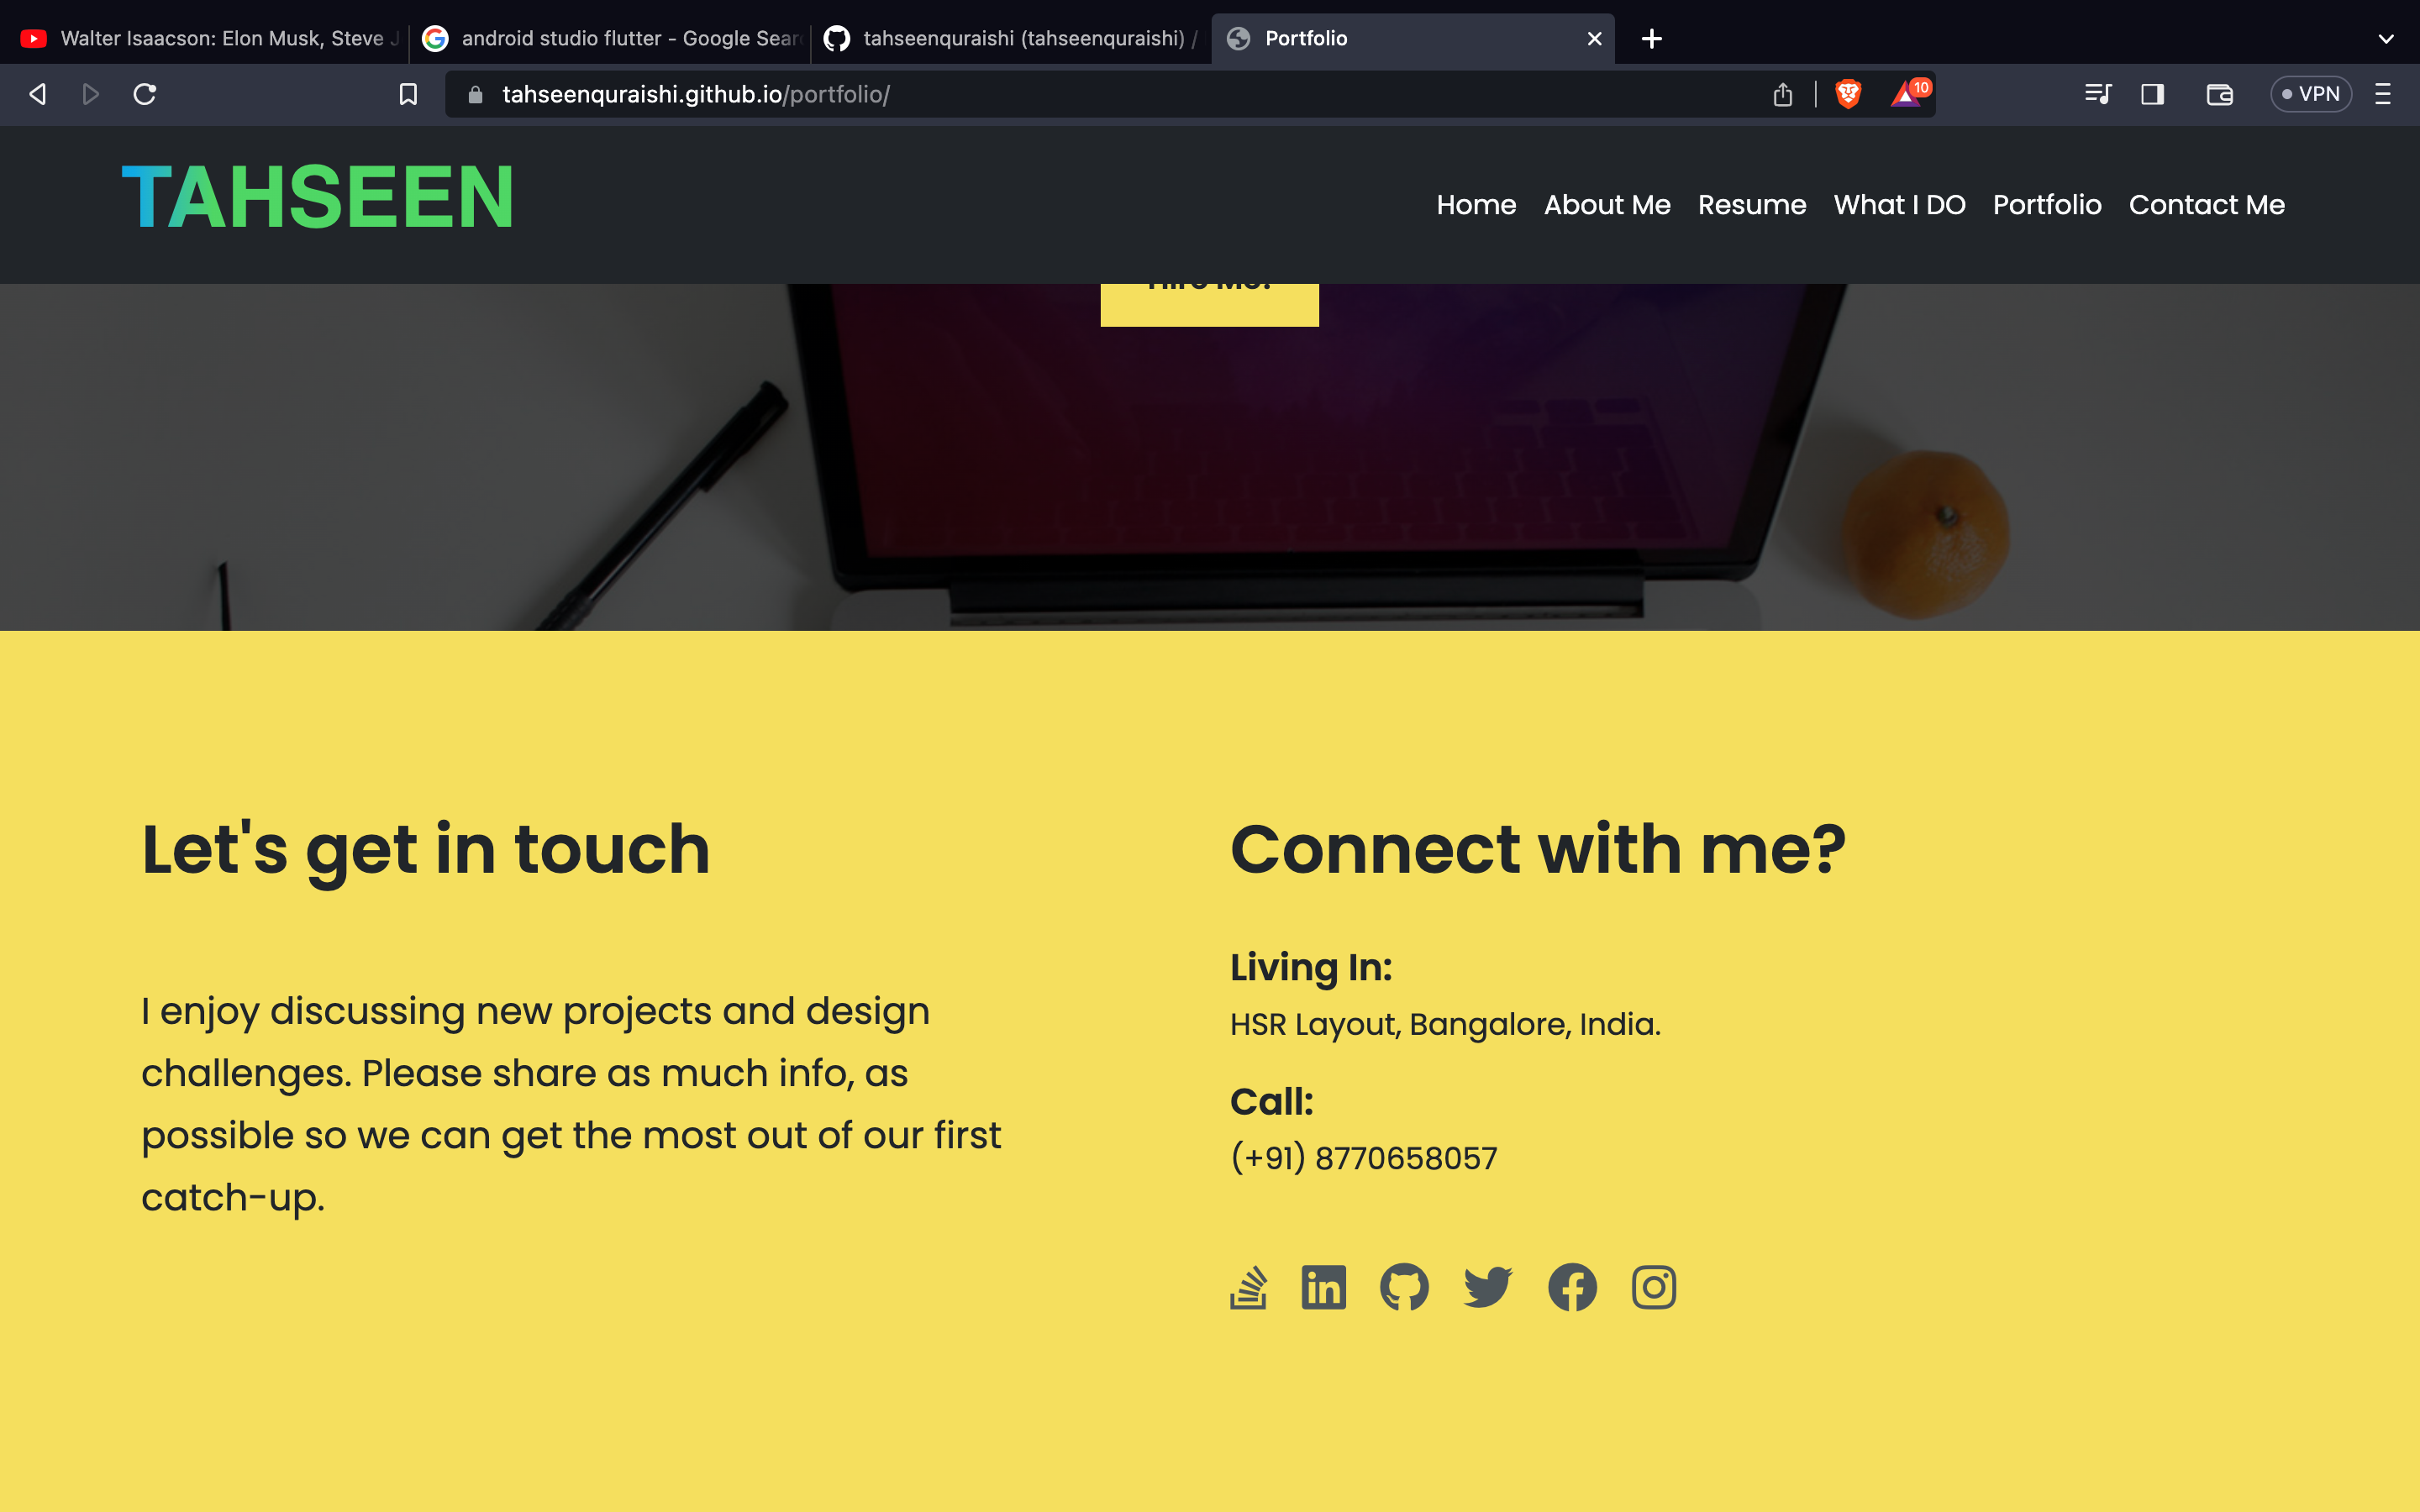 Walter Isaacson: Elon Musk, Steve J
android studio flutter - Google Sear
tahseenquraishi (tahseenquraishi) /
Portfolio
tahseenquraishi.github.io/portfolio/
10
VPN
TAHSEEN
Home About Me Resume What I DO Portfolio Contact Me
Hire Me!
Let's get in touch
I enjoy discussing new projects and design
challenges. Please share as much info, as
possible so we can get the most out of our first
catch-up.
Connect with me?
Living In:
HSR Layout, Bangalore, India.
Call:
(+91) 8770658057
in